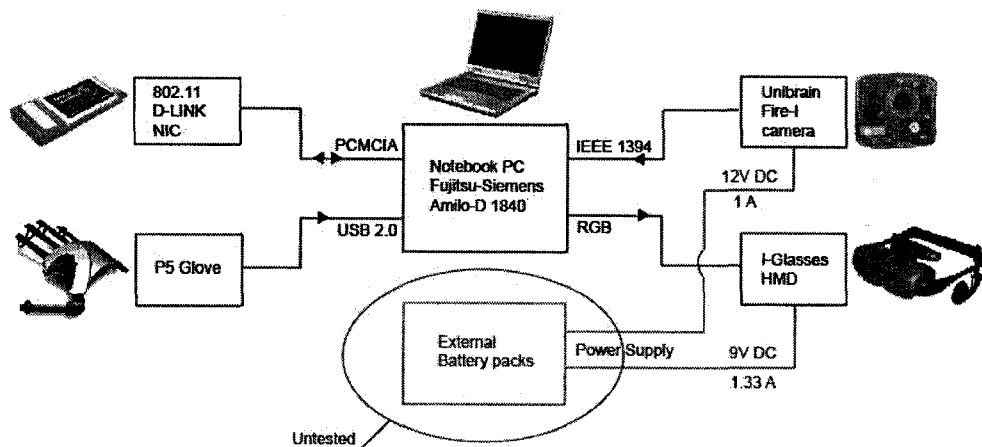 802.11
D-LINK
NIC
PCMCIA
Notebook PC
Fujitsu-Siemens
Amilo-D 1840
IEEE 1394
Unibrain
Fire-I
camera
12V DC
1 A
P5 Glove
USB 2.0
RGB
I-Glasses
HMD
External
Battery packs
Power Supply
9V DC
1.33 A
Untested